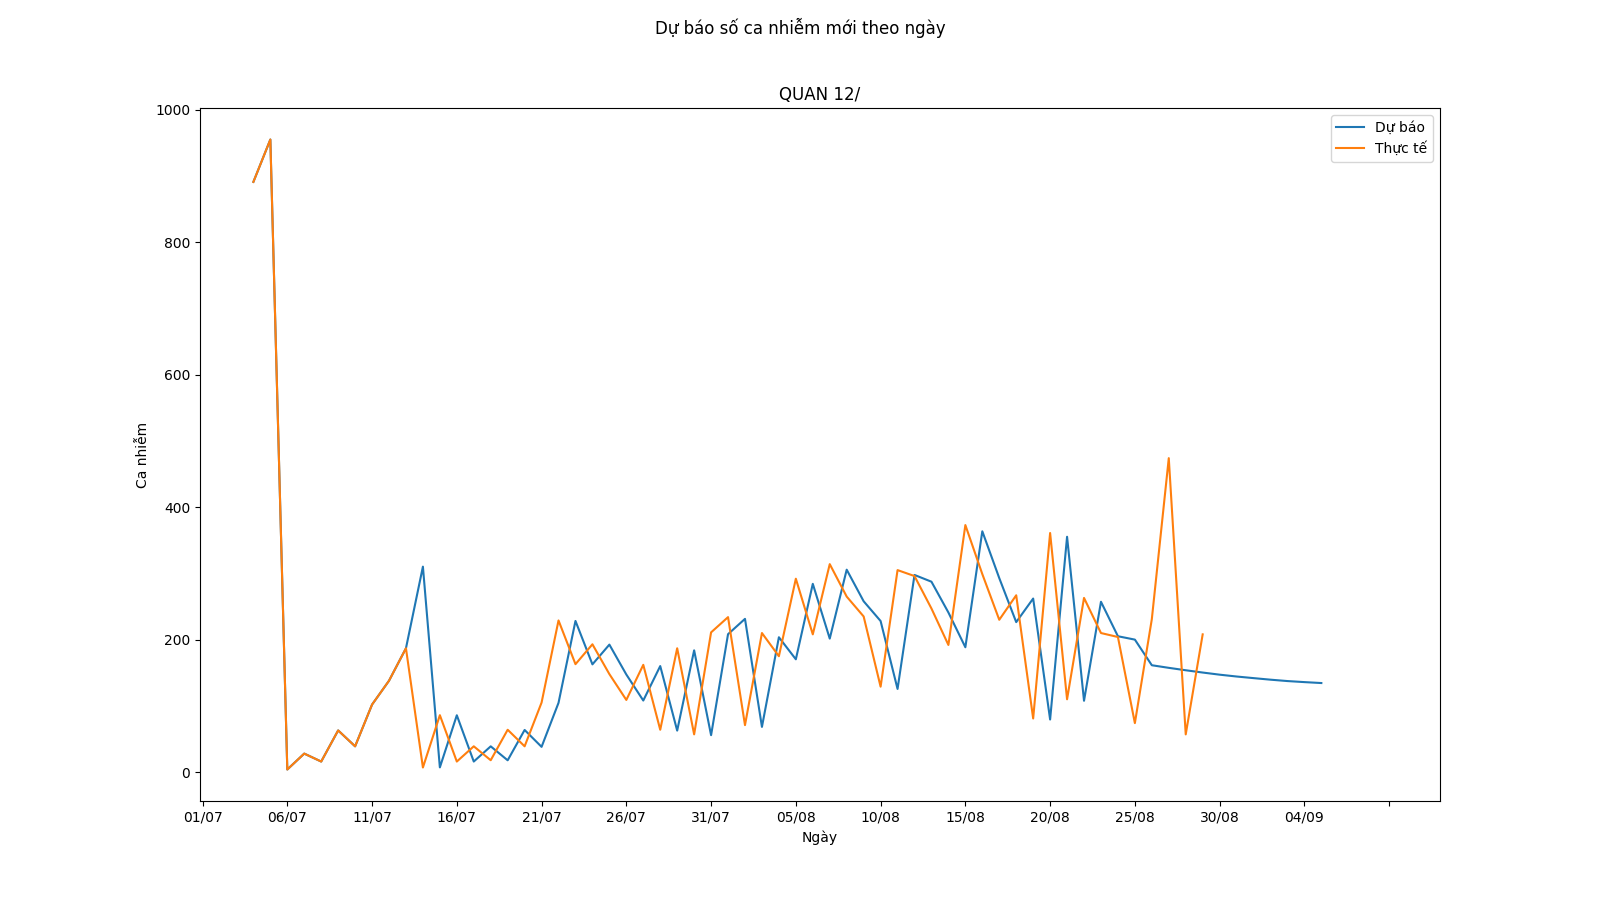 Dự báo số ca nhiễm mới theo ngày
QUAN 12/
1000
800
600
400
200
0
Ca nhiễm
Dự báo
Thực tế
01/07 06/07 11/07 16/07 21/07 26/07 31/07 05/08 10/08 15/08 20/08 25/08 30/08 04/09
Ngày